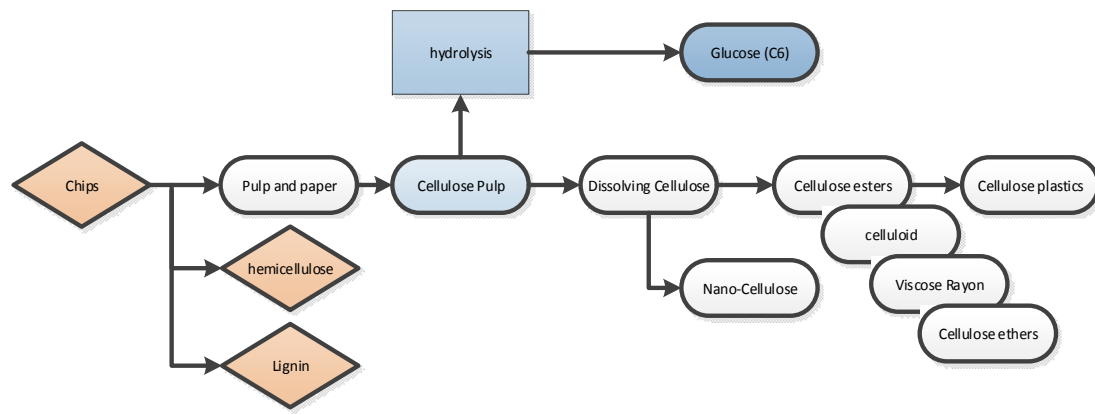 hydrolysis
Glucose (C6)
Chips
Pulp and paper
Cellulose Pulp
Dissolving Cellulose
Cellulose esters
Cellulose plastics
celluloid
hemicellulose
Nano-Cellulose
Viscose Rayon
Cellulose ethers
Lignin